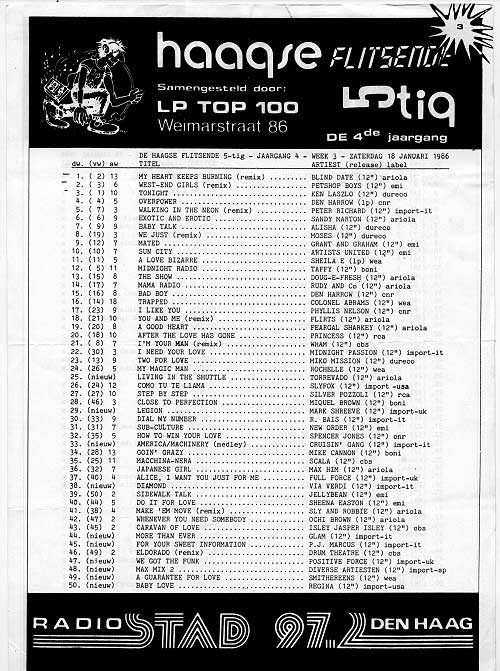 3
haagse FLITSENDE
Samengesteld door:
LP TOP 100
Weimarstraat 86
5tig
DE 4de jaargang
DE HAAGSE FLITSENDE 5-tig - JAARGANG 4 - WEEK 3 - ZATERDAG 18 JANUARI 1986
dw. (vw) aw TITEL ARTIEST (release) label
1. ( 2) 13 MY HEART KEEPS BURNING (remix) .......... BLIND DATE (12") ariola
2. ( 3) 6 WEST-END GIRLS (remix) .......... PETSHOP BOYS (12") emi
3. ( 1) 10 TONIGHT .......... KEN LASZLO (12") dureco
4. ( 4) 5 OVERPOWER .......... DEN HARROW (lp) cnr
5. ( 7) 3 WALKING IN THE NEON (remix) .......... PETER RICHARD (12") import-it
6. ( 6) 9 EXOTIC AND EROTIC .......... SANDY MARTON (12") ariola
7. ( 9) 9 BABY TALK .......... ALISHA (12") dureco
8. (19) 3 WE JUST (remix) .......... MOSES (12") dureco
9. (12) 7 MATED .......... GRANT AND GRAHAM (12") emi
10. (10) 7 SUN CITY .......... ARTISTS UNITED (12") emi
11. (11) 5 A LOVE BIZARRE .......... SHEILA E (lp) wea
12. ( 5) 11 MIDNIGHT RADIO .......... TAFFY (12") boni
13. (15) 8 THE SHOW .......... DOUG-E-FRESH (12") ariola
14. (17) 7 MAMA RADIO .......... RUDY AND Co (12") ariola
15. (16) 8 BAD BOY .......... DEN HARROW (12") cnr
16. (14) 18 TRAPPED .......... COLONEL ABRAMS (12") wea
17. (23) 9 I LIKE YOU .......... PHYLLIS NELSON (12") cnr
18. (21) 10 YOU AND ME (remix) .......... FLIRTS (12") ariola
19. (20) 8 A GOOD HEART .......... FEARGAL SHARKEY (12") ariola
20. (18) 10 AFTER THE LOVE HAS GONE .......... PRINCESS (12") rca
21. ( 8) 7 I'M YOUR MAN (remix) .......... WHAM (12") cbs
22. (30) 3 I NEED YOUR LOVE .......... MIDNIGHT PASSION (12") import-it
23. (13) 9 TWO FOR LOVE .......... MIKO MISSION (12") dureco
24. (26) 5 MY MAGIC MAN .......... ROCHELLE (12") wea
25. (nieuw) LIVING IN THE SHUTTLE .......... TORREVADO (12") ariola
26. (24) 12 COMO TU TE LLAMA .......... SLYFOX (12") import -usa
27. (27) 10 STEP BY STEP .......... SILVER POZZOLI (12") rca
28. (46) 3 CLOSE TO PERFECTION .......... MIQUEL BROWN (12") boni
29. (nieuw) LEGION .......... MARK SHREEVE (12") import-uk
30. (33) 9 DIAL MY NUMBER .......... R. BAIS (12") import-it
31. (31) 7 SUB-CULTURE .......... NEW ORDER (12") emi
32. (35) 5 HOW TO WIN YOUR LOVE .......... SPENCER JONES (12") cnr
33. (nieuw) AMERICA/MACHINERY (medley) .......... CRUISIN' GANG (12") import-it
34. (28) 13 GOIN' CRAZY .......... MIKE CANNON (12") boni
35. (25) 11 MACCHINA-NERA .......... SCALA (12") cbs
36. (32) 7 JAPANESE GIRL .......... MAX HIM (12") ariola
37. (40) 4 ALICE, I WANT YOU JUST FOR ME .......... FULL FORCE (12") import-uk
38. (nieuw) DIAMOND .......... VIA VERDI (12") import-it
39. (50) 2 SIDEWALK TALK .......... JELLYBEAN (12") emi
40. (44) 5 DO IT FOR LOVE .......... SHEENA EASTON (12") emi
41. (38) 4 MAKE 'EM MOVE (remix) .......... SLY AND ROBBIE (12") ariola
42. (47) 2 WHENEVER YOU NEED SOMEBODY .......... OCHI BROWN (12") ariola
43. (45) 2 CARAVAN OF LOVE .......... ISLEY JASPER ISLEY (12") cbs
44. (nieuw) MORE THAN EVER .......... GLAM (12") import-it
45. (nieuw) FOR YOUR SWEET INFORMATION .......... P.J. MARCUS (12") import-it
46. (49) 2 ELDORADO (remix) .......... DRUM THEATRE (12") cbs
47. (nieuw) WE GOT THE FUNK .......... POSITIVE FORCE (12") import-uk
48. (nieuw) MAX MIX 2 .......... DIVERSE ARTIESTEN (12") import-sp
49. (nieuw) A GUARANTEE FOR LOVE .......... SMITHEREENS (12") wea
50. (nieuw) BABY LOVE .......... REGINA (12") import-usa
RADIO STAD 97.2 DEN HAAG